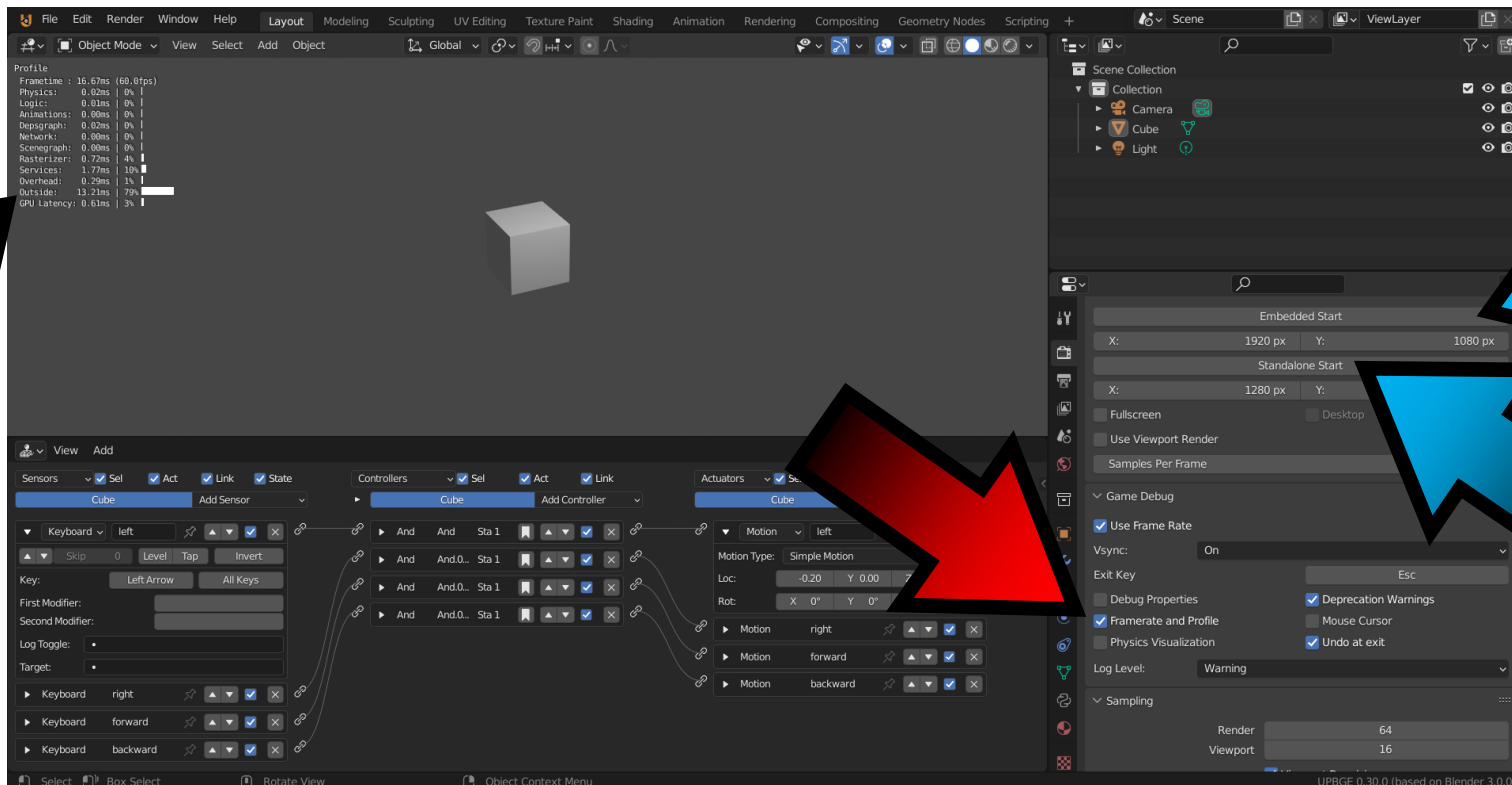 File Edit Render Window Help Layout Modeling Sculpting UV Editing Texture Paint Shading Animation Rendering Compositing Geometry Nodes Scripting + Scene ViewLayer
Object Mode View Select Add Object Global
Profile
Frametime : 16.67ms (60.0fps)
Physics: 0.02ms | 0%
Logic: 0.01ms | 0%
Animations: 0.00ms | 0%
Depsgraph: 0.02ms | 0%
Network: 0.00ms | 0%
Scenegraph: 0.00ms | 0%
Rasterizer: 0.72ms | 4%
Services: 1.77ms | 10%
Overhead: 0.29ms | 1%
Outside: 13.21ms | 79%
GPU Latency: 0.61ms | 3%
Scene Collection
Collection
Camera
Cube
Light
Embedded Start
X: 1920 px Y: 1080 px
Standalone Start
X: 1280 px Y:
Fullscreen Desktop
Use Viewport Render
Samples Per Frame
Game Debug
Use Frame Rate
Vsync: On
Exit Key Esc
Debug Properties Deprecation Warnings
Framerate and Profile Mouse Cursor
Physics Visualization Undo at exit
Log Level: Warning
Sampling
Render 64
Viewport 16
View Add
Sensors Sel Act Link State
Cube Add Sensor
Keyboard left
Skip 0 Level Tap Invert
Key: Left Arrow All Keys
First Modifier:
Second Modifier:
Log Toggle:
Target:
Keyboard right
Keyboard forward
Keyboard backward
Controllers Sel Act Link
Cube Add Controller
And And Sta 1
And And.0... Sta 1
And And.0... Sta 1
And And.0... Sta 1
Actuators
Cube
Motion left
Motion Type: Simple Motion
Loc: -0.20 Y 0.00
Rot: X 0° Y 0°
Motion right
Motion forward
Motion backward
Select Box Select Rotate View Object Context Menu
UPBGE 0.30.0 (based on Blender 3.0.0